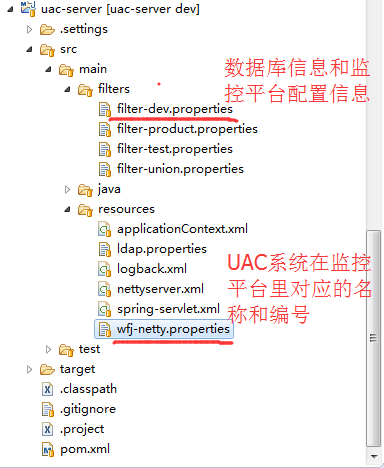 uac-server [uac-server dev]
.settings
src
main
filters
filter-dev.properties
filter-product.properties
filter-test.properties
filter-union.properties
java
resources
applicationContext.xml
ldap.properties
logback.xml
nettyserver.xml
spring-servlet.xml
wfj-netty.properties
test
target
.classpath
.gitignore
.project
pom.xml
数据库信息和监
控平台配置信息
UAC系统在监控
平台里对应的名
称和编号